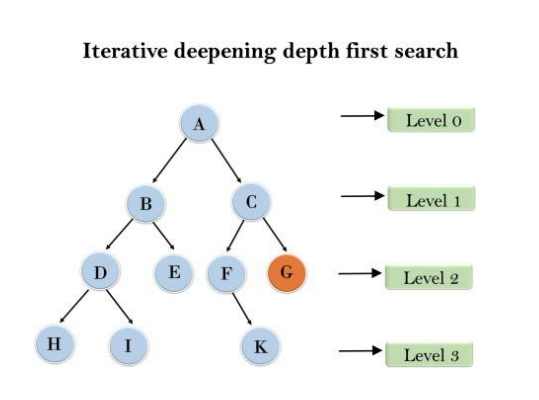 Iterative deepening depth first search
A
Level 0
B
C
Level 1
D
E
F
G
Level 2
H
I
K
Level 3